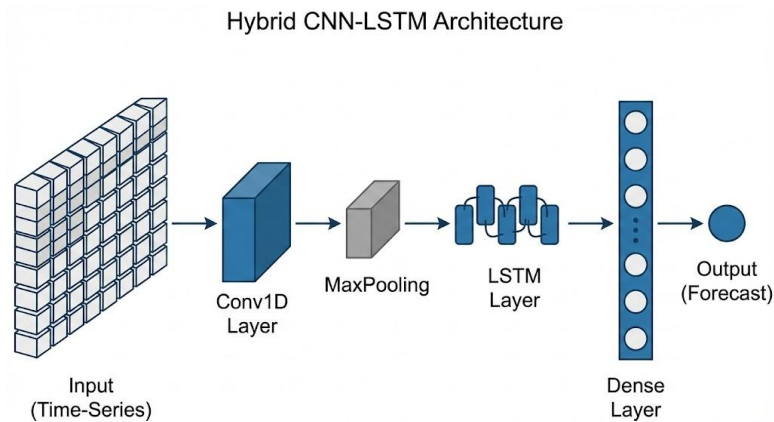 Hybrid CNN-LSTM Architecture
Input
(Time-Series)
Conv1D
Layer
MaxPooling
LSTM
Layer
Dense
Layer
Output
(Forecast)